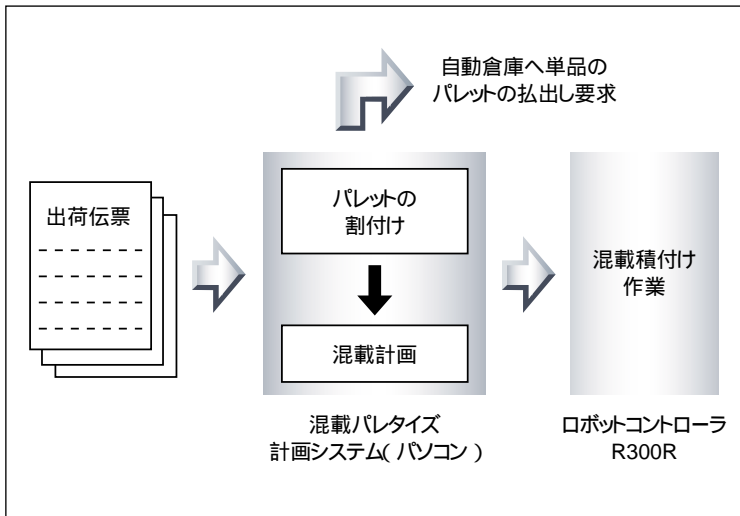 自動倉庫へ単品の
パレットの払出し要求
出荷伝票
パレットの
割付け
混載計画
混載積付け
作業
混載パレタイズ
計画システム(パソコン)
ロボットコントローラ
R300R